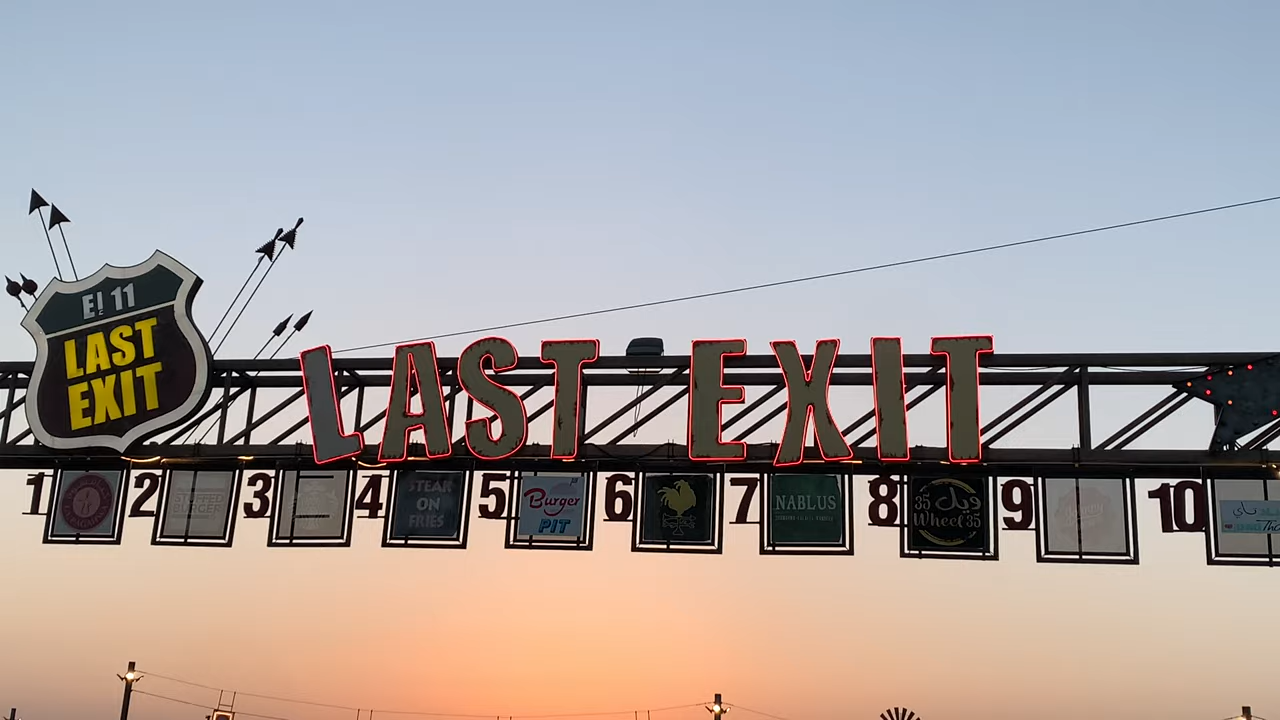 E 11
LAST
EXIT
LAST EXIT
1
2
STUFFED
BURGER
3
4
STEAK
ON
FRIES
5
Burger
PIT
6
7
NABLUS
8
35 ويل
Wheel 35
9
10